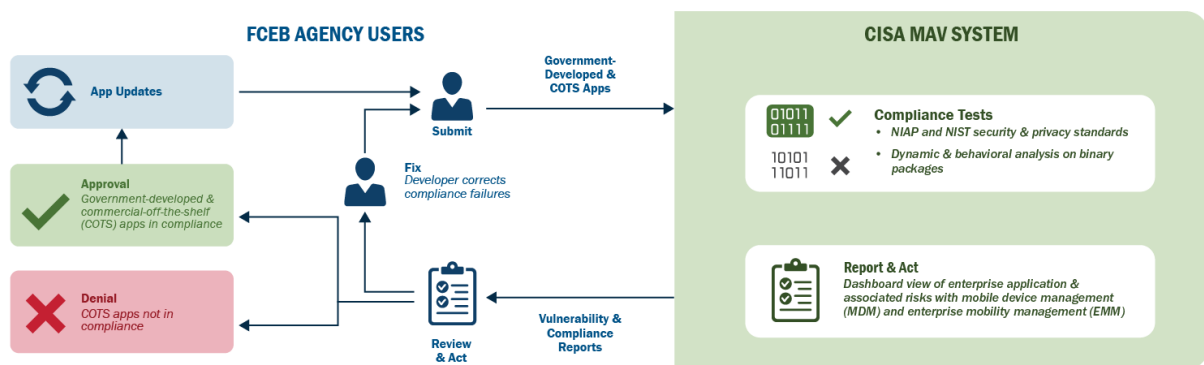 FCEB AGENCY USERS
CISA MAV SYSTEM
App Updates
Submit
Government-
Developed &
COTS Apps
01011
01111
Compliance Tests
• NIAP and NIST security & privacy standards
10101
11011
• Dynamic & behavioral analysis on binary
packages
Approval
Government-developed &
commercial-off-the-shelf
(COTS) apps in compliance
Fix
Developer corrects
compliance failures
Denial
COTS apps not in
compliance
Review
& Act
Vulnerability &
Compliance
Reports
Report & Act
Dashboard view of enterprise application &
associated risks with mobile device management
(MDM) and enterprise mobility management (EMM)